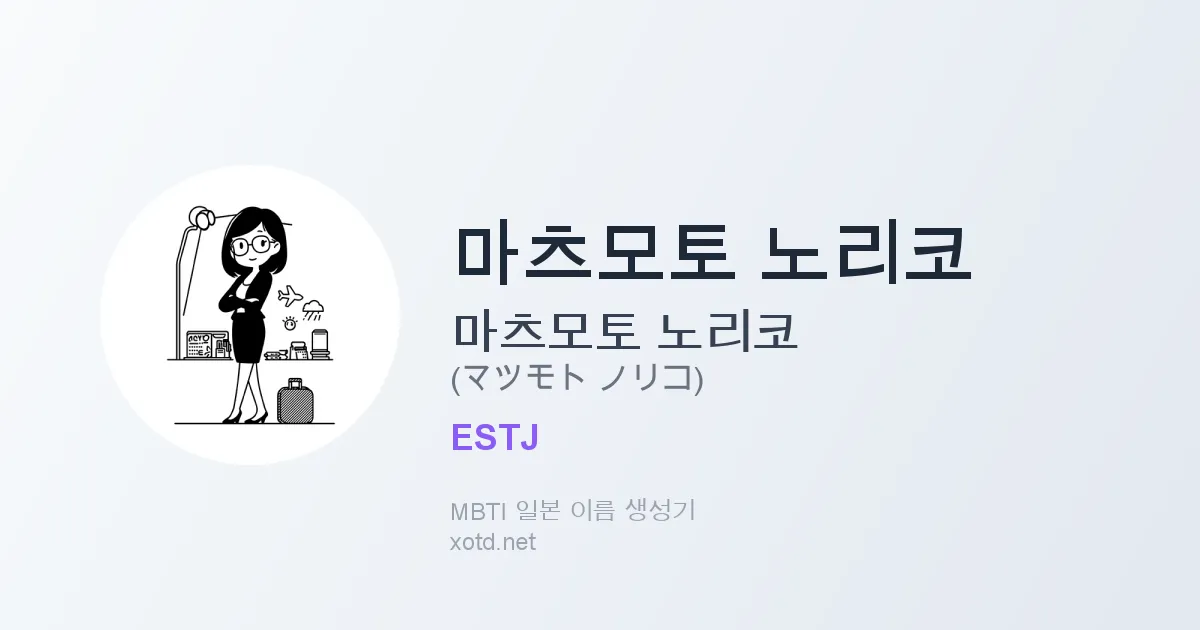 마츠모토 노리코
마츠모토 노리코
(マツモト ノリコ)
ESTJ
MBTI 일본 이름 생성기
xotd.net